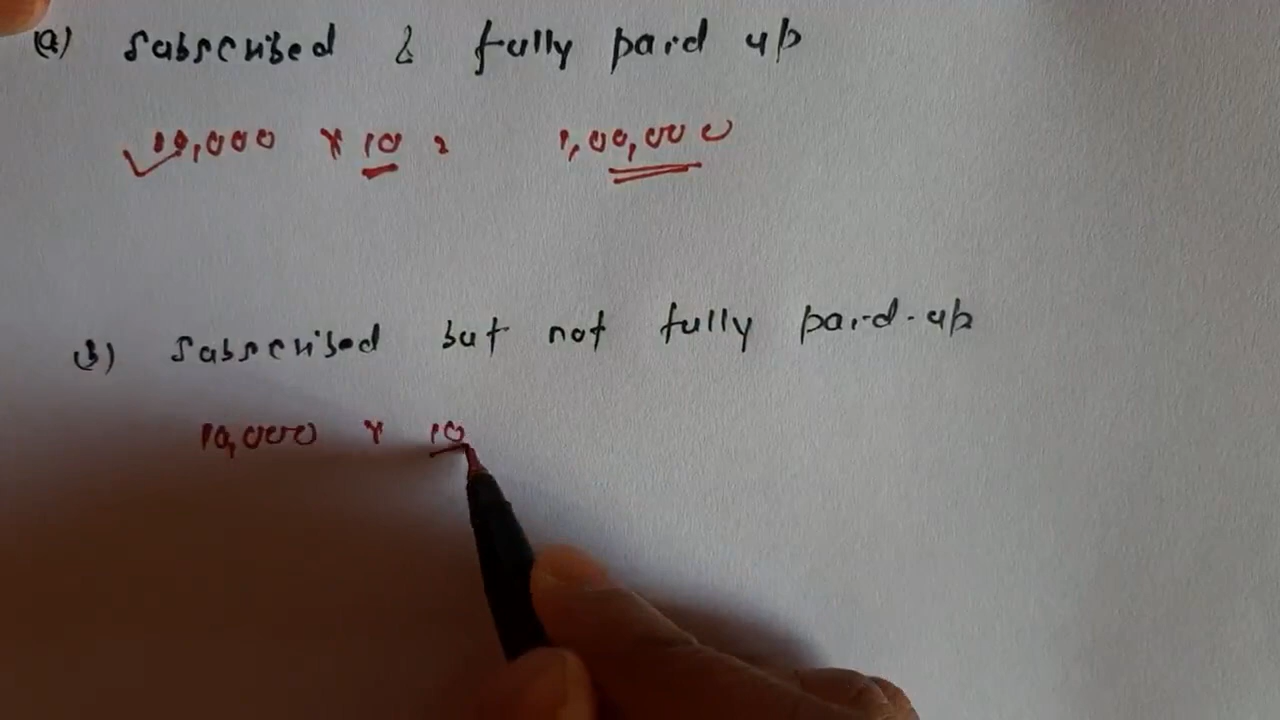 (a) Subscribed & fully paid up
10,000 x 10 = 1,00,000
(b) Subscribed but not fully paid-up
10,000 x 10